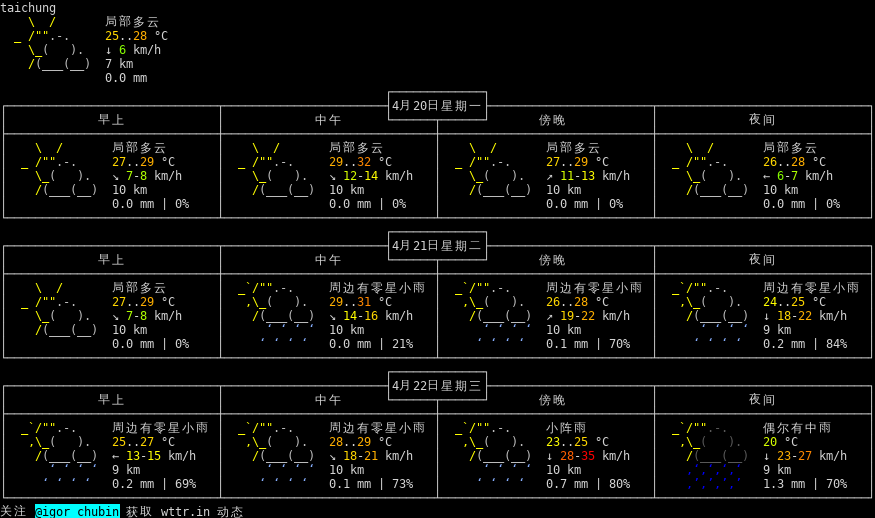 taichung
局部多云
25..28 °C
↓ 6 km/h
7 km
0.0 mm
4月20日星期一
早上 中午 傍晚 夜间
局部多云 局部多云 局部多云 局部多云
27..29 °C 29..32 °C 27..29 °C 26..28 °C
↘ 7-8 km/h ↘ 12-14 km/h ↗ 11-13 km/h ← 6-7 km/h
10 km 10 km 10 km 10 km
0.0 mm | 0% 0.0 mm | 0% 0.0 mm | 0% 0.0 mm | 0%
4月21日星期二
早上 中午 傍晚 夜间
局部多云 周边有零星小雨 周边有零星小雨 周边有零星小雨
27..29 °C 29..31 °C 26..28 °C 24..25 °C
↘ 7-8 km/h ↘ 14-16 km/h ↗ 19-22 km/h ↓ 18-22 km/h
10 km 10 km 10 km 9 km
0.0 mm | 0% 0.0 mm | 21% 0.1 mm | 70% 0.2 mm | 84%
4月22日星期三
早上 中午 傍晚 夜间
周边有零星小雨 周边有零星小雨 小阵雨 偶尔有中雨
25..27 °C 28..29 °C 23..25 °C 20 °C
← 13-15 km/h ↘ 18-21 km/h ↓ 28-35 km/h ↓ 23-27 km/h
9 km 10 km 10 km 9 km
0.2 mm | 69% 0.1 mm | 73% 0.7 mm | 80% 1.3 mm | 70%
关注 @igor_chubin 获取 wttr.in 动态